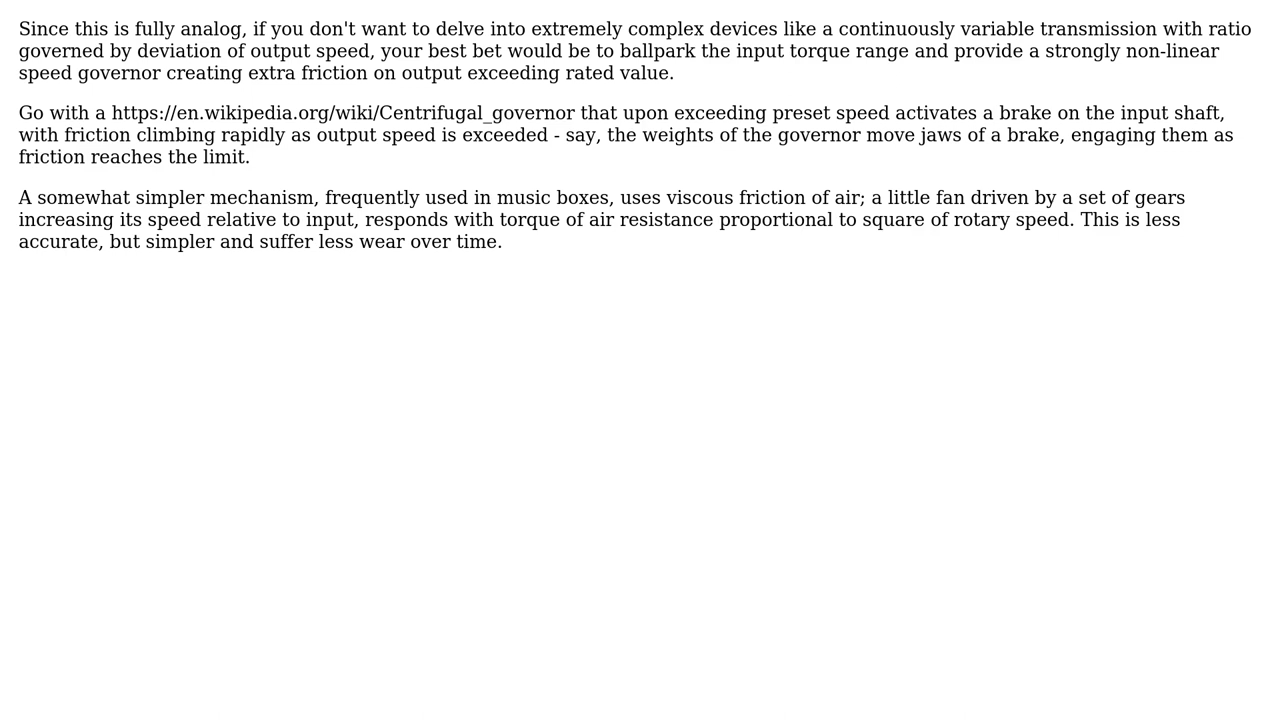 Since this is fully analog, if you don't want to delve into extremely complex devices like a continuously variable transmission with ratio
governed by deviation of output speed, your best bet would be to ballpark the input torque range and provide a strongly non-linear
speed governor creating extra friction on output exceeding rated value.
Go with a https://en.wikipedia.org/wiki/Centrifugal_governor that upon exceeding preset speed activates a brake on the input shaft,
with friction climbing rapidly as output speed is exceeded - say, the weights of the governor move jaws of a brake, engaging them as
friction reaches the limit.
A somewhat simpler mechanism, frequently used in music boxes, uses viscous friction of air; a little fan driven by a set of gears
increasing its speed relative to input, responds with torque of air resistance proportional to square of rotary speed. This is less
accurate, but simpler and suffer less wear over time.